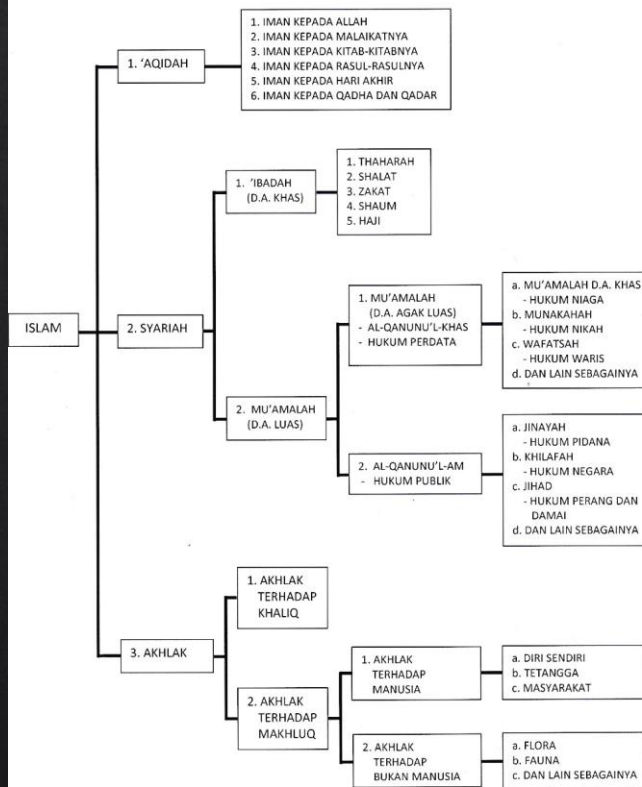 ISLAM
1. 'AQIDAH
1. IMAN KEPADA ALLAH
2. IMAN KEPADA MALAIKATNYA
3. IMAN KEPADA KITAB-KITABNYA
4. IMAN KEPADA RASUL-RASULNYA
5. IMAN KEPADA HARI AKHIR
6. IMAN KEPADA QADHA DAN QADAR
2. SYARIAH
1. 'IBADAH
(D.A. KHAS)
1. THAHARAH
2. SHALAT
3. ZAKAT
4. SHAUM
5. HAJI
2. MU'AMALAH
(D.A. LUAS)
1. MU'AMALAH
(D.A. AGAK LUAS)
- AL-QANUNU'L-KHAS
- HUKUM PERDATA
a. MU'AMALAH D.A. KHAS
- HUKUM NIAGA
b. MUNAKAHAH
- HUKUM NIKAH
c. WAFATSAH
- HUKUM WARIS
d. DAN LAIN SEBAGAINYA
2. AL-QANUNU'L-AM
- HUKUM PUBLIK
a. JINAYAH
- HUKUM PIDANA
b. KHILAFAH
- HUKUM NEGARA
c. JIHAD
- HUKUM PERANG DAN
DAMAI
d. DAN LAIN SEBAGAINYA
3. AKHLAK
1. AKHLAK
TERHADAP
KHALIQ
2. AKHLAK
TERHADAP
MAKHLUQ
1. AKHLAK
TERHADAP
MANUSIA
a. DIRI SENDIRI
b. TETANGGA
c. MASYARAKAT
2. AKHLAK
TERHADAP
BUKAN MANUSIA
a. FLORA
b. FAUNA
c. DAN LAIN SEBAGAINYA